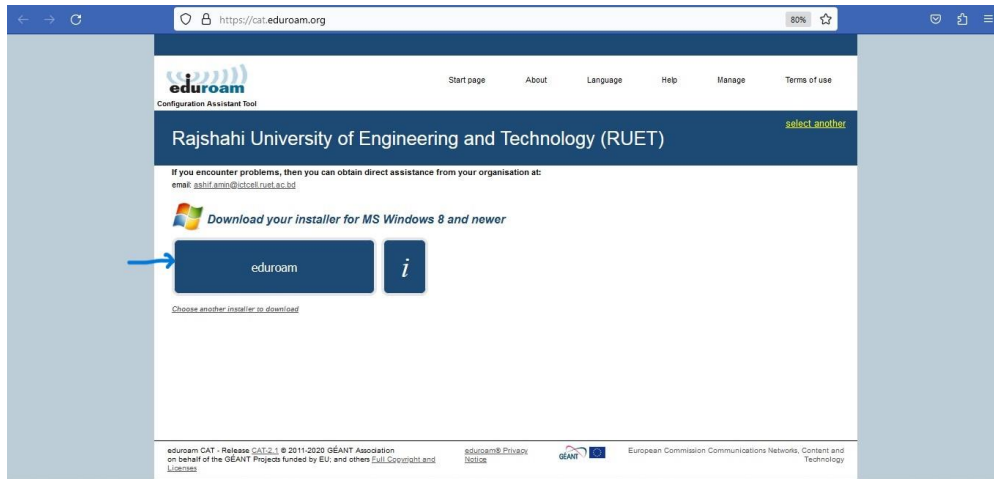 https://cat.eduroam.org
80%
eduroam
Configuration Assistant Tool
Start page About Language Help Manage Terms of use
Rajshahi University of Engineering and Technology (RUET)
select another
If you encounter problems, then you can obtain direct assistance from your organisation at:
email: ashif.amin@ictcell.ruet.ac.bd
Download your installer for MS Windows 8 and newer
eduroam
i
Choose another installer to download
eduroam CAT - Release CAT-2.1 © 2011-2020 GÉANT Association
on behalf of the GÉANT Projects funded by EU; and others Full Copyright and
Licenses
eduroam® Privacy
Notice
GÉANT
European Commission Communications Networks, Content and
Technology